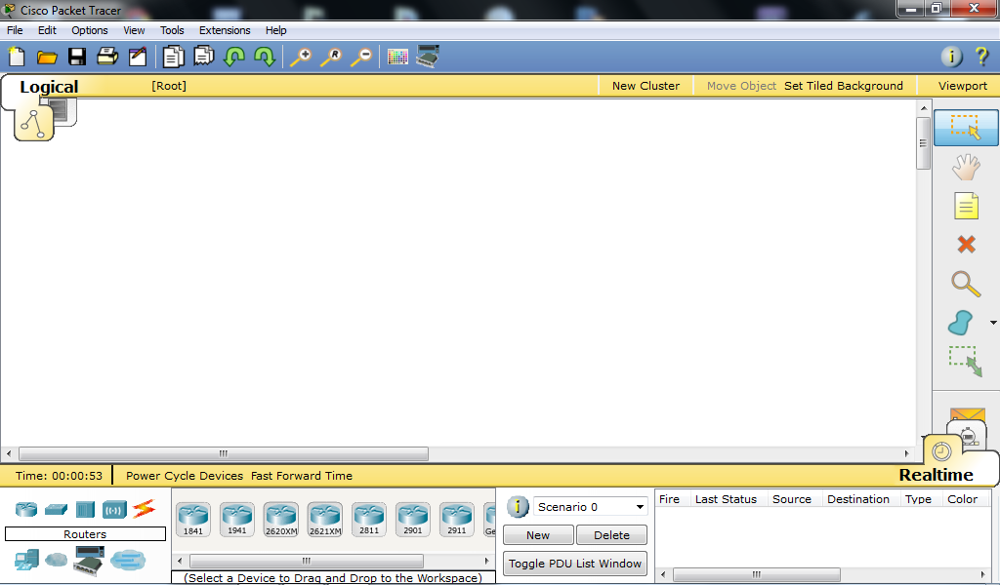 Cisco Packet Tracer
File Edit Options View Tools Extensions Help
Logical [Root] New Cluster Move Object Set Tiled Background Viewport
Time: 00:00:53 Power Cycle Devices Fast Forward Time Realtime
Routers
1841 1941 2620XM 2621XM 2811 2901 2911 Ge
(Select a Device to Drag and Drop to the Workspace)
Scenario 0
New Delete
Toggle PDU List Window
Fire Last Status Source Destination Type Color